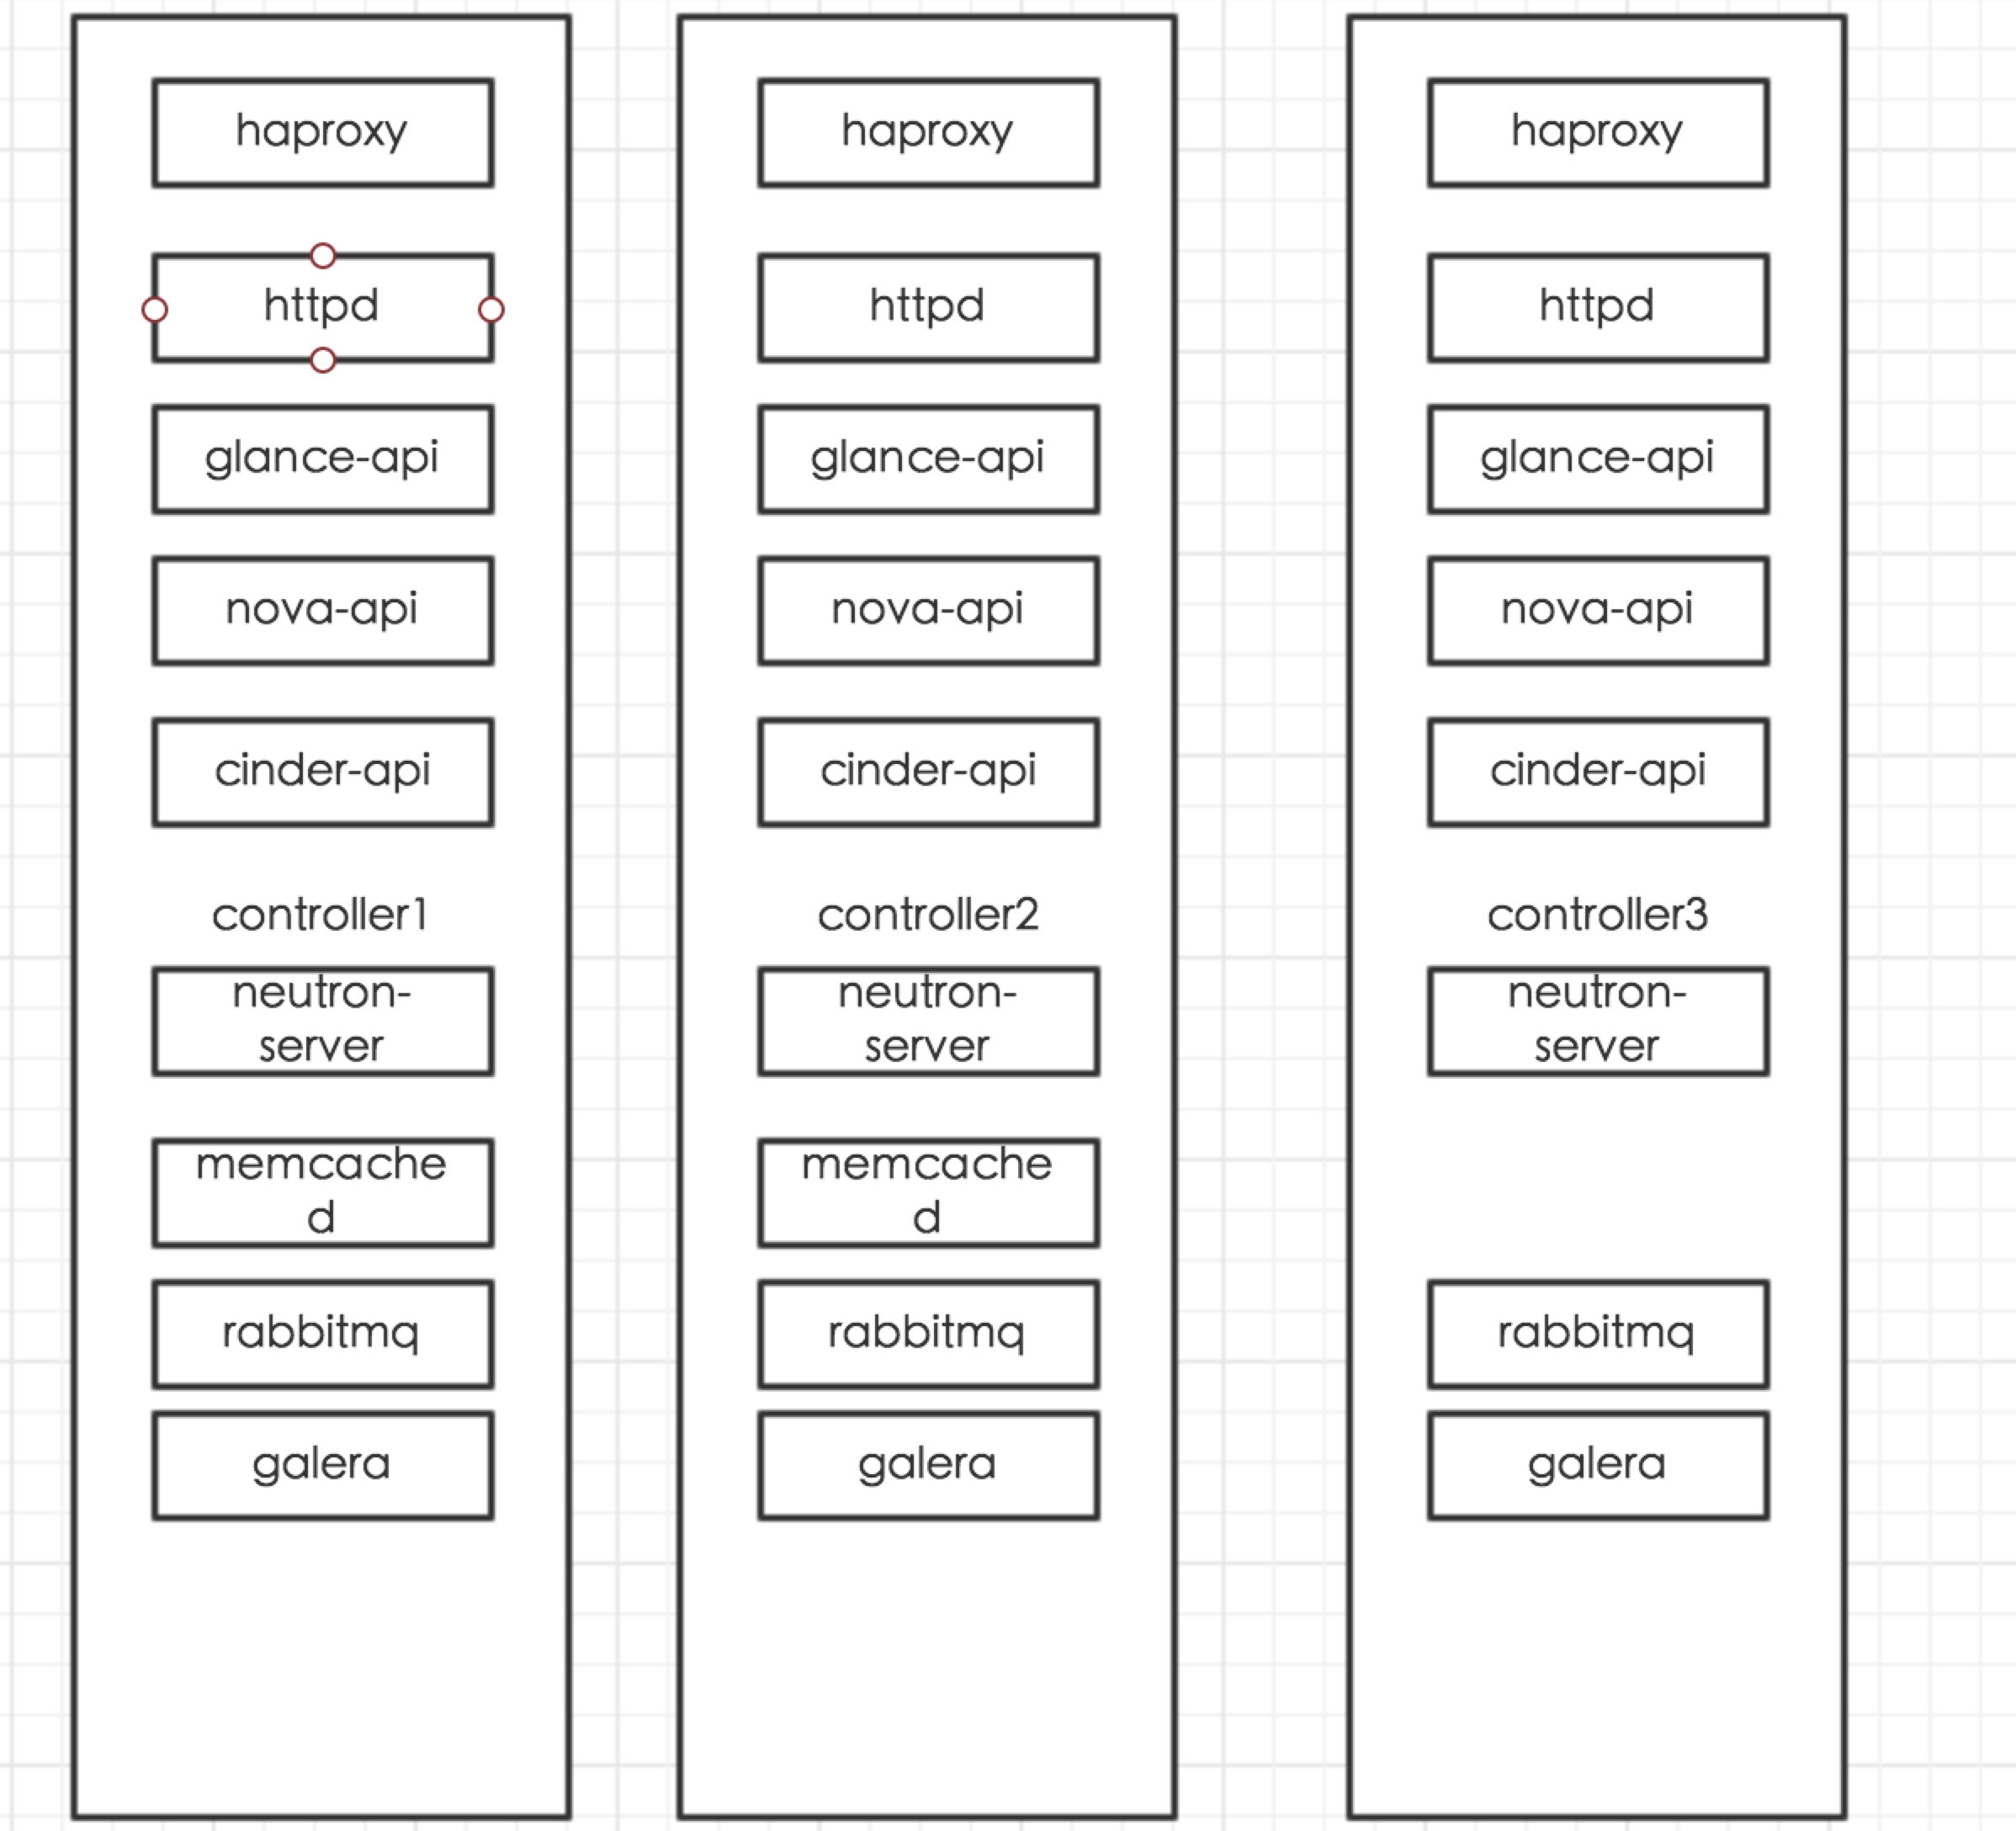 haproxy
httpd
glance-api
nova-api
cinder-api
controller1
neutron-
server
memcache
d
rabbitmq
galera
haproxy
httpd
glance-api
nova-api
cinder-api
controller2
neutron-
server
memcache
d
rabbitmq
galera
haproxy
httpd
glance-api
nova-api
cinder-api
controller3
neutron-
server
rabbitmq
galera